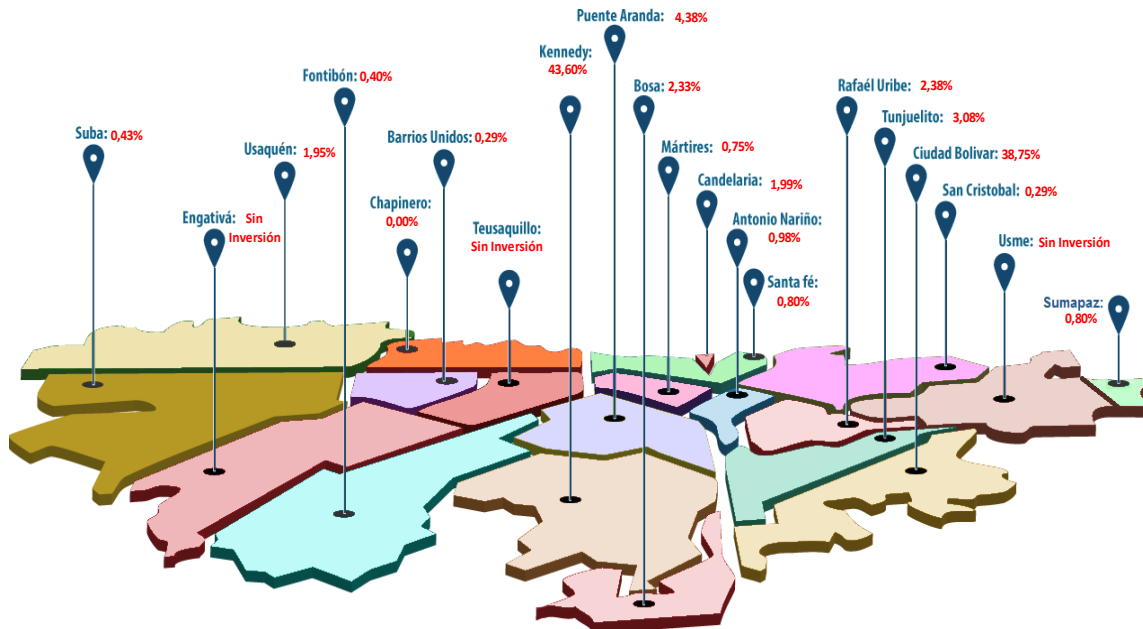 Puente Aranda: 4,38%
Kennedy:
43,60%
Fontibón: 0,40%
Bosa: 2,33%
Rafaél Uribe: 2,38%
Tunjuelito: 3,08%
Suba: 0,43%
Usaquén: 1,95%
Barrios Unidos: 0,29%
Mártires: 0,75%
Ciudad Bolivar: 38,75%
Candelaria: 1,99%
San Cristobal: 0,29%
Chapinero:
0,00%
Engativá: Sin
Inversión
Teusaquillo:
Sin Inversión
Antonio Nariño:
0,98%
Usme: Sin Inversión
Santa fé:
0,80%
Sumapaz:
0,80%